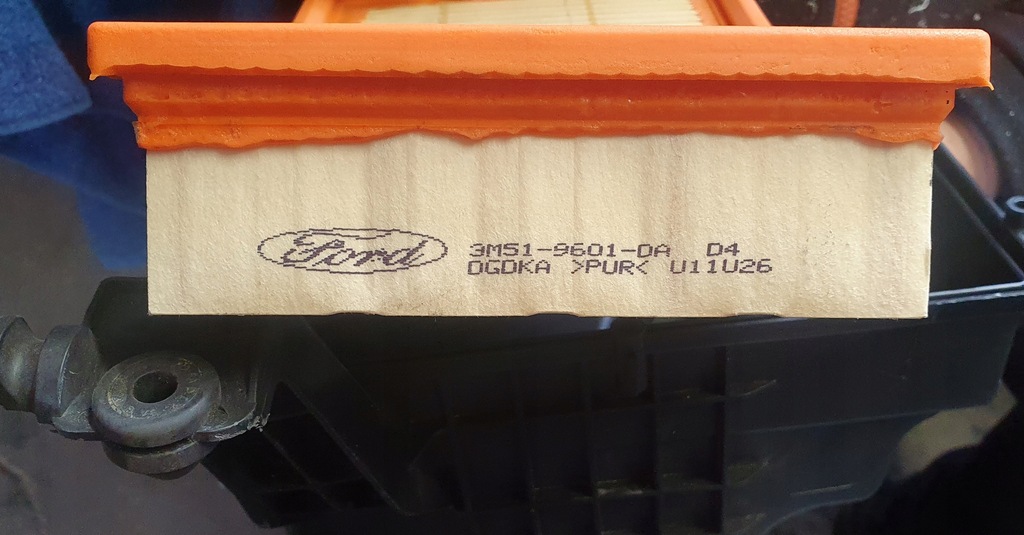 Ford
3M51-9601-DA D4
DGDKA >PUR< U11U26